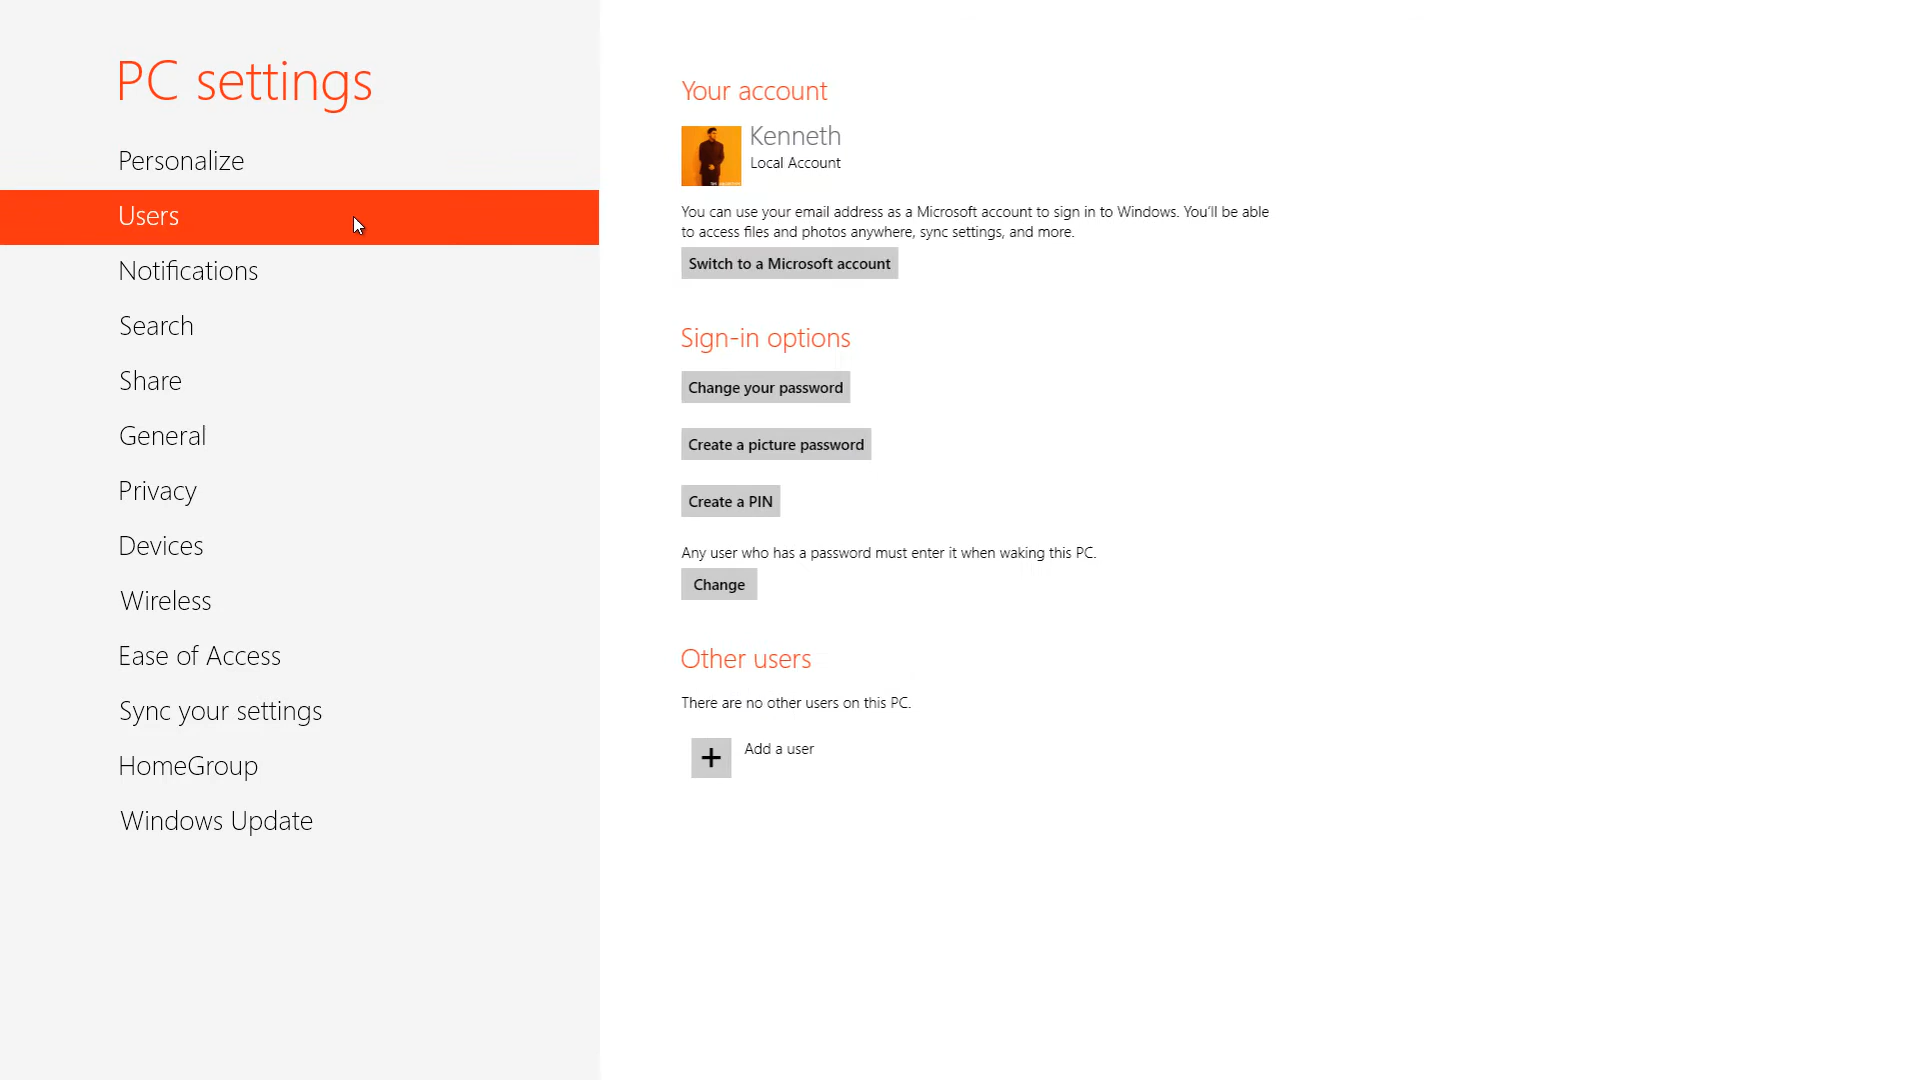 PC settings
Personalize
Users
Notifications
Search
Share
General
Privacy
Devices
Wireless
Ease of Access
Sync your settings
HomeGroup
Windows Update
Your account
Kenneth
Local Account
You can use your email address as a Microsoft account to sign in to Windows. You'll be able
to access files and photos anywhere, sync settings, and more.
Switch to a Microsoft account
Sign-in options
Change your password
Create a picture password
Create a PIN
Any user who has a password must enter it when waking this PC.
Change
Other users
There are no other users on this PC.
Add a user